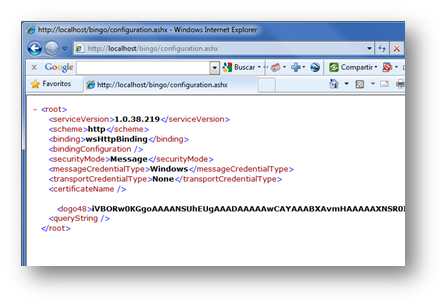 http://localhost/bingo/configuration.ashx - Windows Internet Explorer
http://localhost/bingo/configuration.ashx
x Google Buscar Compartir
Favoritos http://localhost/bingo/configuration.ashx
- <root>
<serviceVersion>1.0.38.219</serviceVersion>
<scheme>http</scheme>
<binding>wsHttpBinding</binding>
<bindingConfiguration />
<securityMode>Message</securityMode>
<messageCredentialType>Windows</messageCredentialType>
<transportCredentialType>None</transportCredentialType>
<certificateName />
<logo48>iVBORw0KGgoAAAANSUhEUgAAADAAAAAwCAYAAABXAvmHAAAAAXNSR0I
<queryString />
</root>